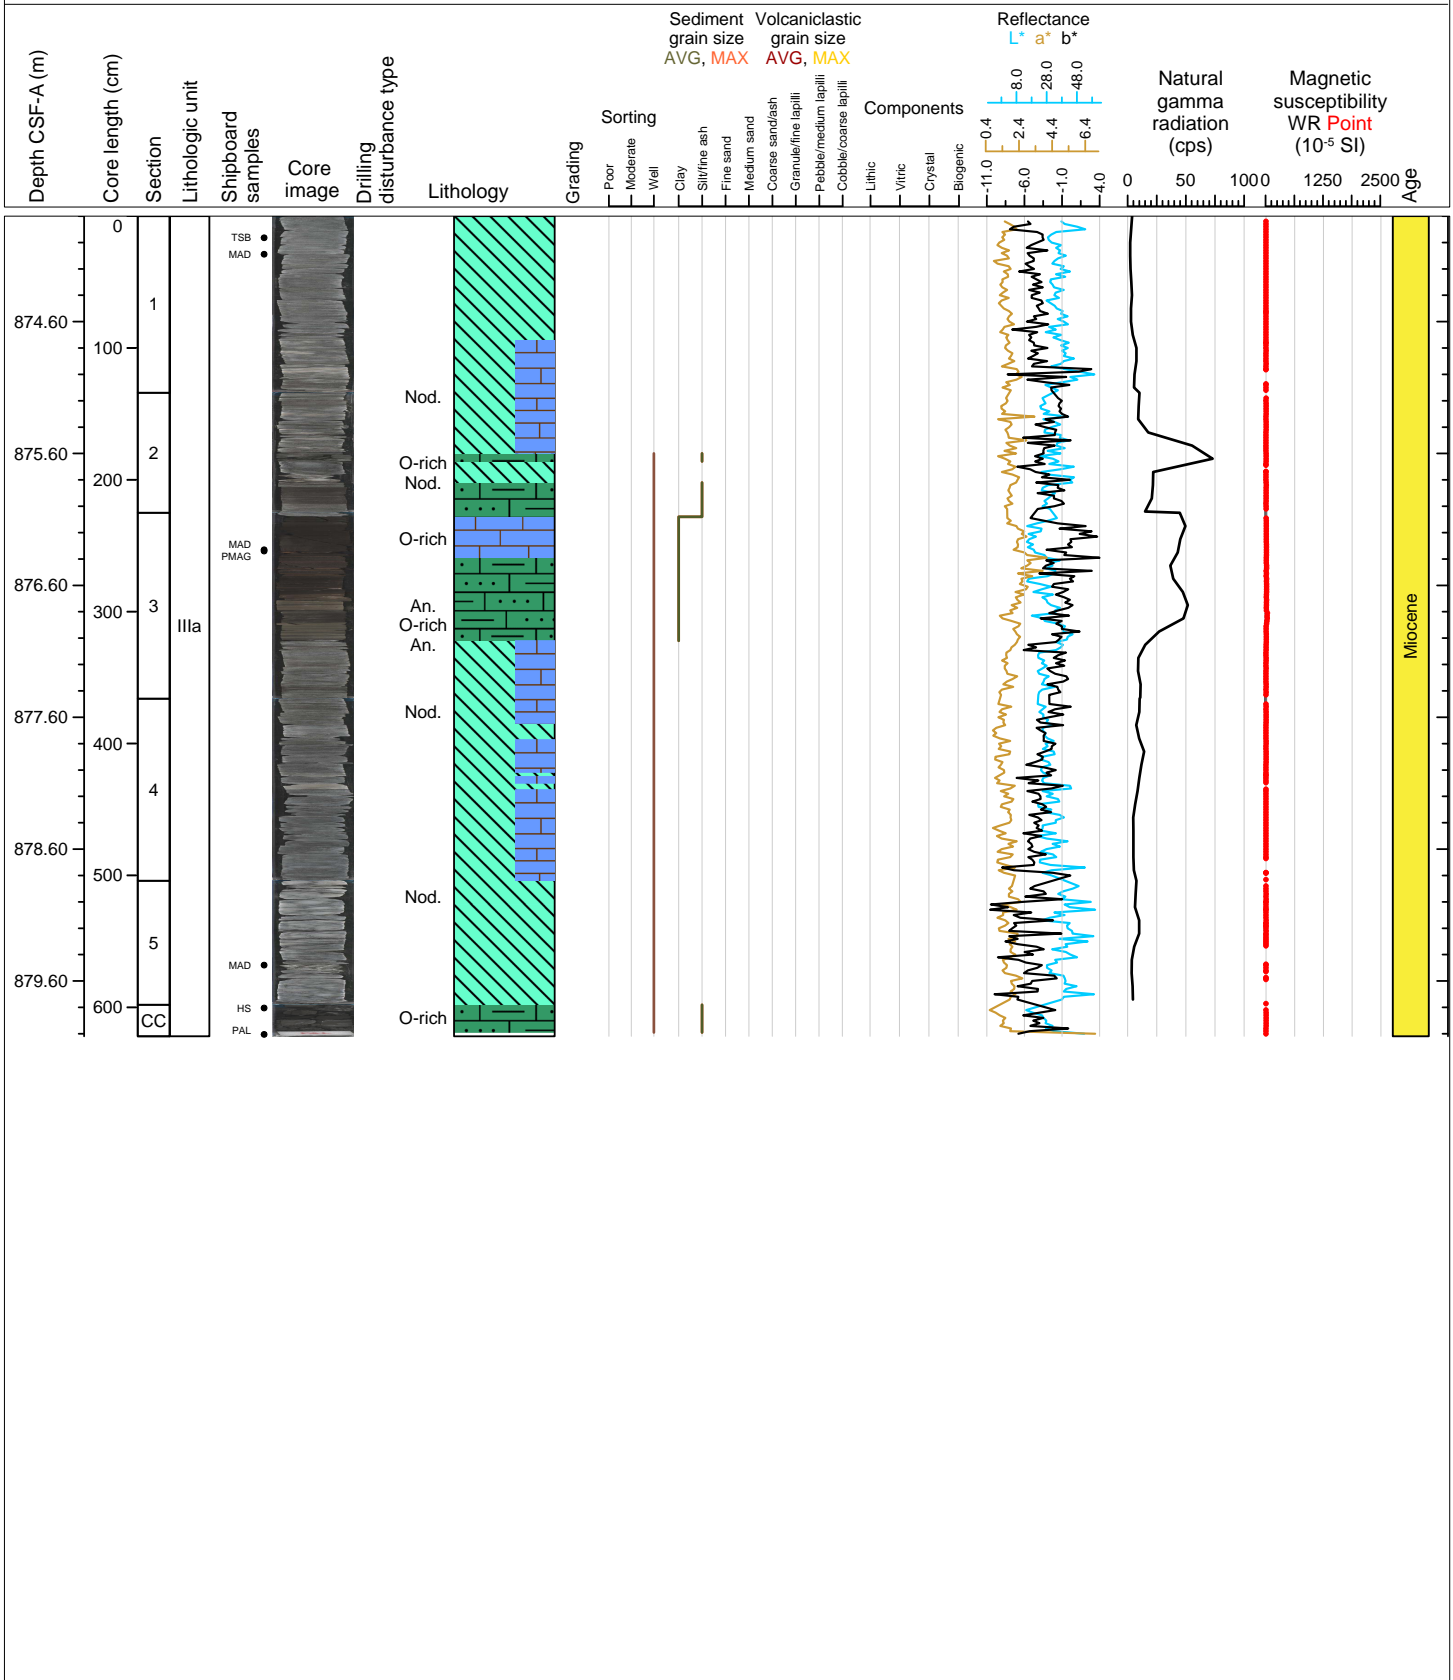 Depth CSF-A (m)
Core length (cm)
Section
Lithologic unit
Shipboard
samples
Core
image
Drilling
disturbance type
Lithology
Grading
Sediment
grain size
AVG, MAX
Volcaniclastic
grain size
AVG, MAX
Sorting
Poor
Moderate
Well
Clay
Silt/fine ash
Fine sand
Medium sand
Coarse sand/ash
Granule/fine lapilli
Pebble/medium lapilli
Cobble/coarse lapilli
Components
Lithic
Vitric
Crystal
Biogenic
Reflectance
L* a* b*
8.0 28.0 48.0
0.4 2.4 4.4 6.4
-11.0 -6.0 -1.0 4.0
Natural
gamma
radiation
(cps)
0 50 100
Magnetic
susceptibility
WR Point
(10-5 SI)
0 1250 2500
Age
0
TSB
MAD
1
874.60
100
Nod.
2
875.60
O-rich
Nod.
200
O-rich
MAD
PMAG
876.60
3
An.
300
O-rich
IIIa
An.
Miocene
877.60
Nod.
400
4
878.60
500
Nod.
5
MAD
879.60
600
HS
CC
O-rich
PAL